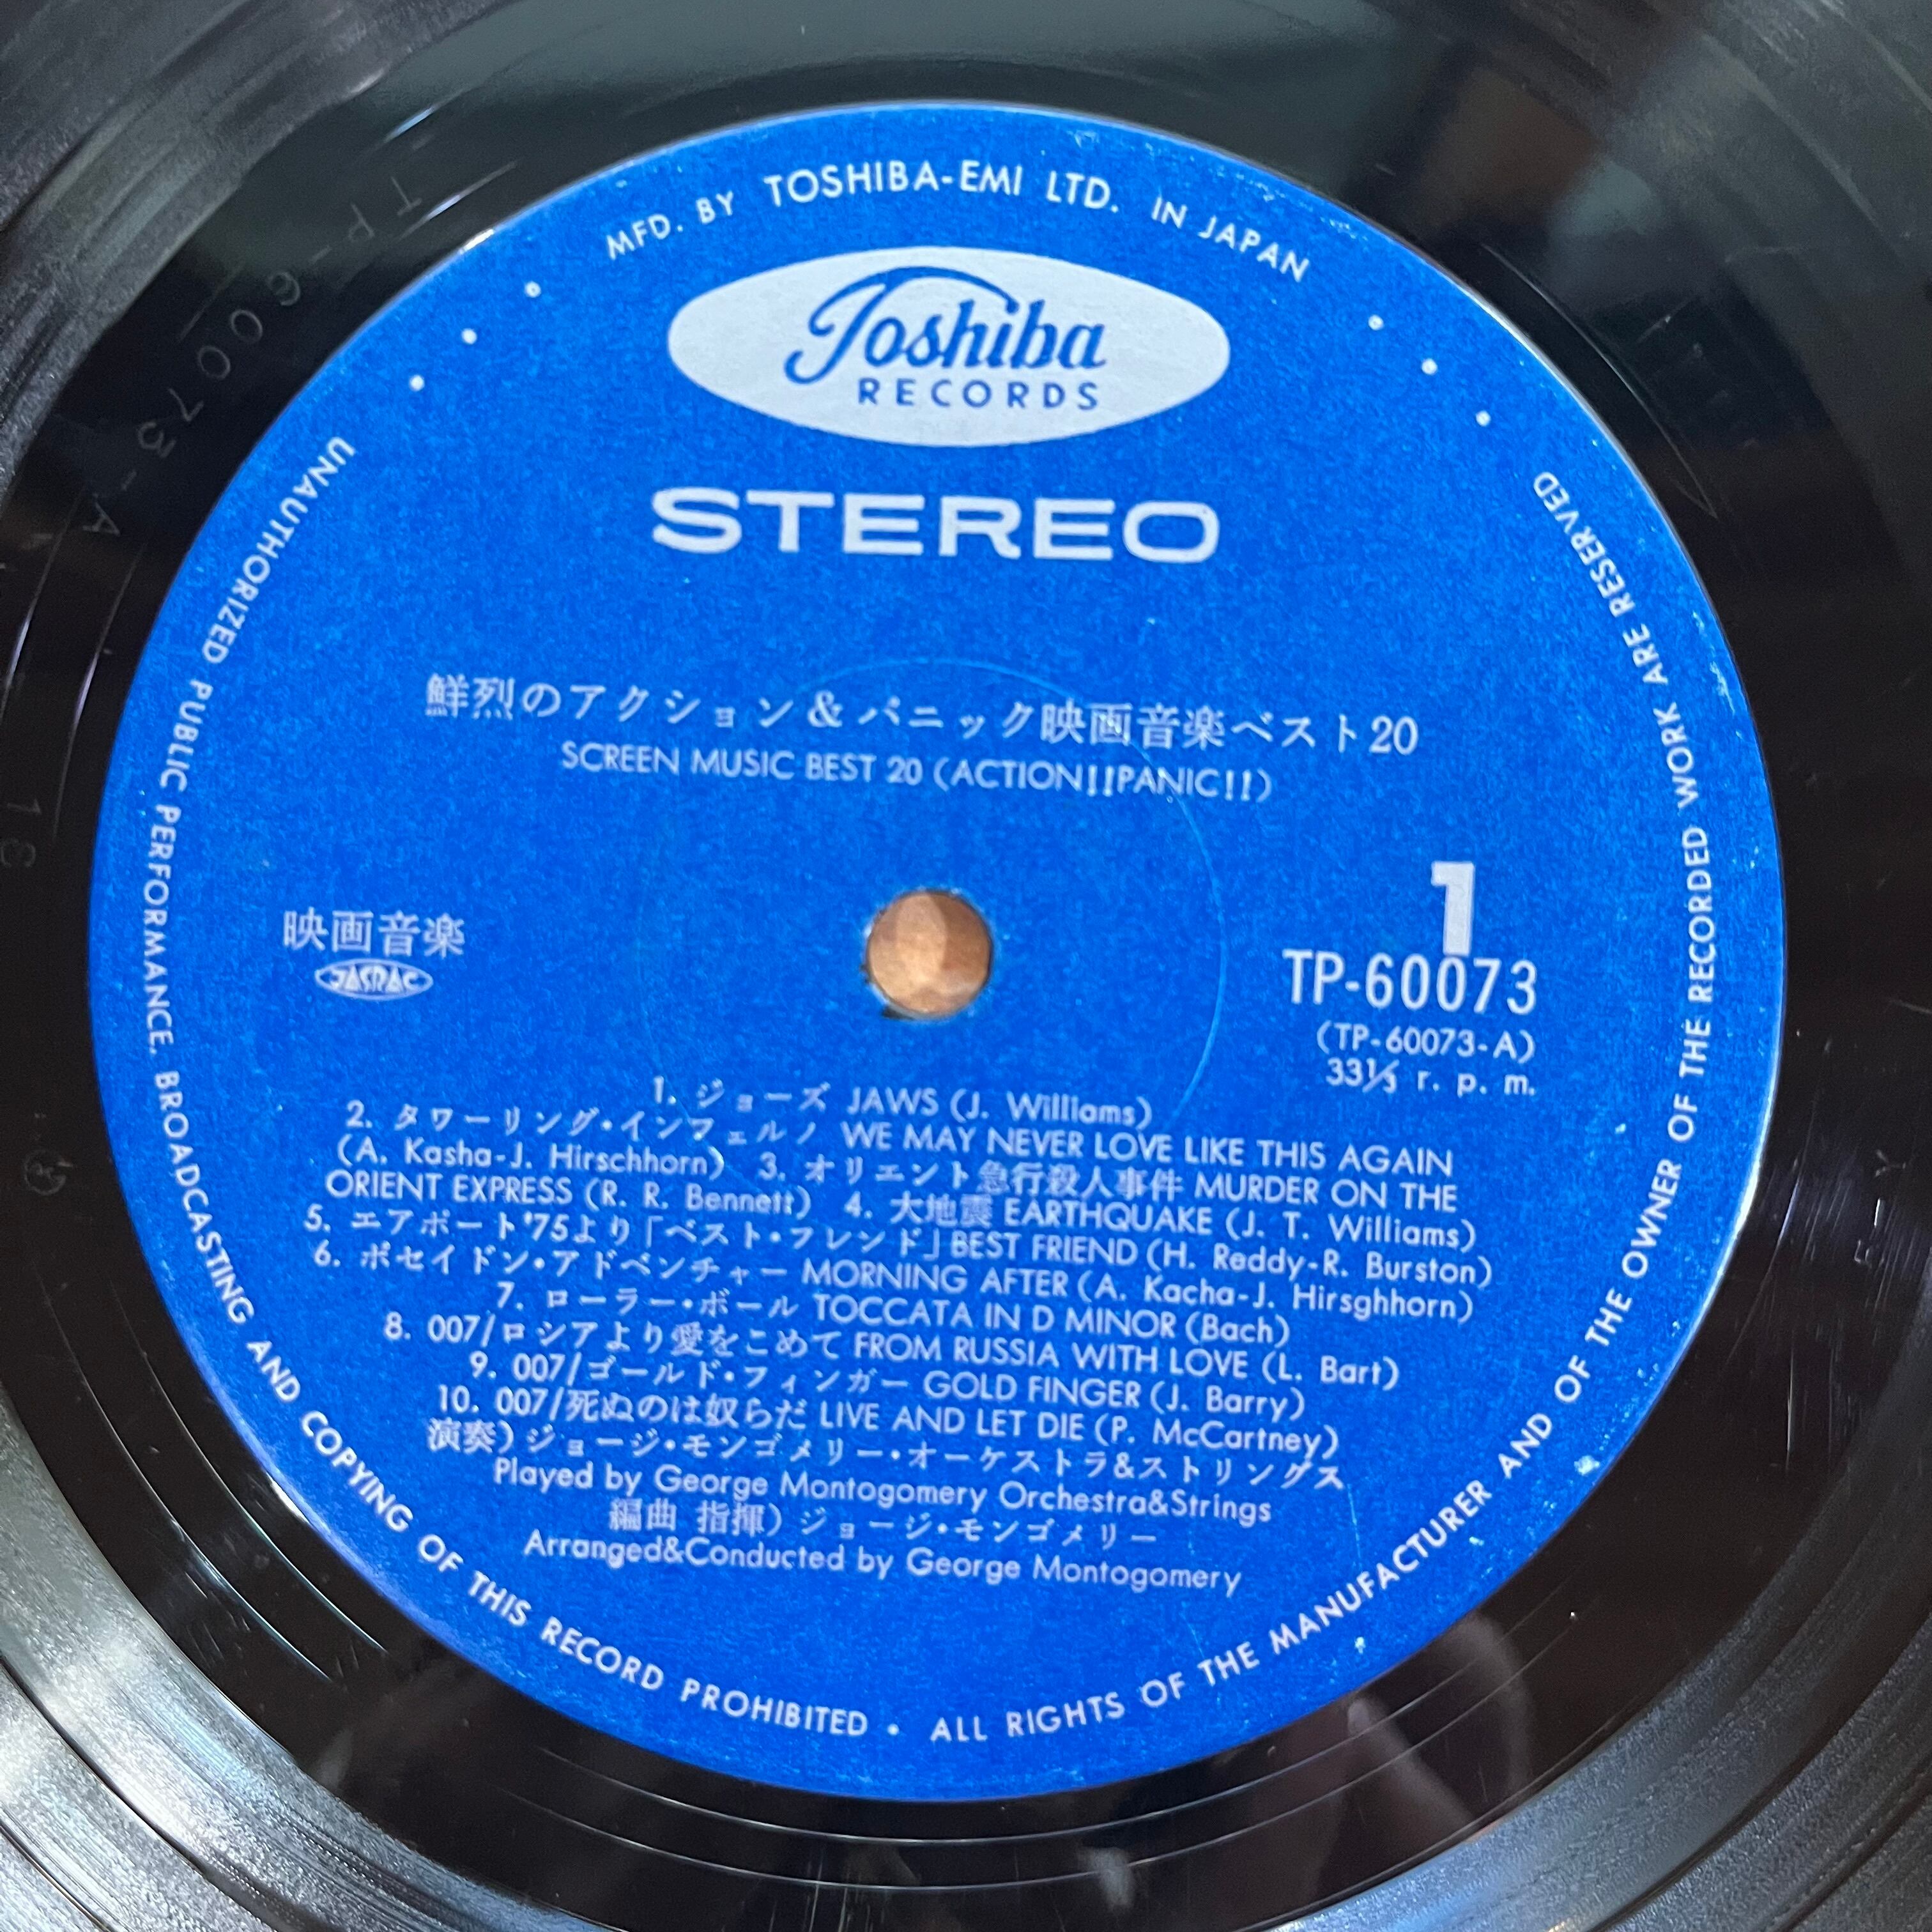 MFD. BY TOSHIBA-EMI LTD. IN JAPAN
Toshiba
RECORDS
STEREO
鮮烈のアクション&パニック映画音楽ベスト20
SCREEN MUSIC BEST 20 (ACTION!!PANIC!!)
映画音楽
JASRAC
1
TP-60073
(TP-60073-A)
33⅓ r. p. m.
1. ジョーズ JAWS (J. Williams)
2. タワーリング・インフェルノ WE MAY NEVER LOVE LIKE THIS AGAIN
(A. Kasha-J. Hirschhorn) 3. オリエント急行殺人事件 MURDER ON THE
ORIENT EXPRESS (R. R. Bennett) 4. 大地震 EARTHQUAKE (J. T. Williams)
5. エアポート'75より「ベスト・フレンド」BEST FRIEND (H. Reddy-R. Burston)
6. ポセイドン・アドベンチャー MORNING AFTER (A. Kacha-J. Hirsghhorn)
7. ローラー・ボール TOCCATA IN D MINOR (Bach)
8. 007/ロシアより愛をこめて FROM RUSSIA WITH LOVE (L. Bart)
9. 007/ゴールド・フィンガー GOLD FINGER (J. Barry)
10. 007/死ぬのは奴らだ LIVE AND LET DIE (P. McCartney)
演奏) ジョージ・モンゴメリー・オーケストラ&ストリングス
Played by George Montogomery Orchestra&Strings
編曲 指揮) ジョージ・モンゴメリー
Arranged&Conducted by George Montogomery
UNAUTHORIZED PUBLIC PERFORMANCE, BROADCASTING AND COPYING OF THIS RECORD PROHIBITED • ALL RIGHTS OF THE MANUFACTURER AND OF THE OWNER OF THE RECORDED WORK ARE RESERVED
TP-60073-A